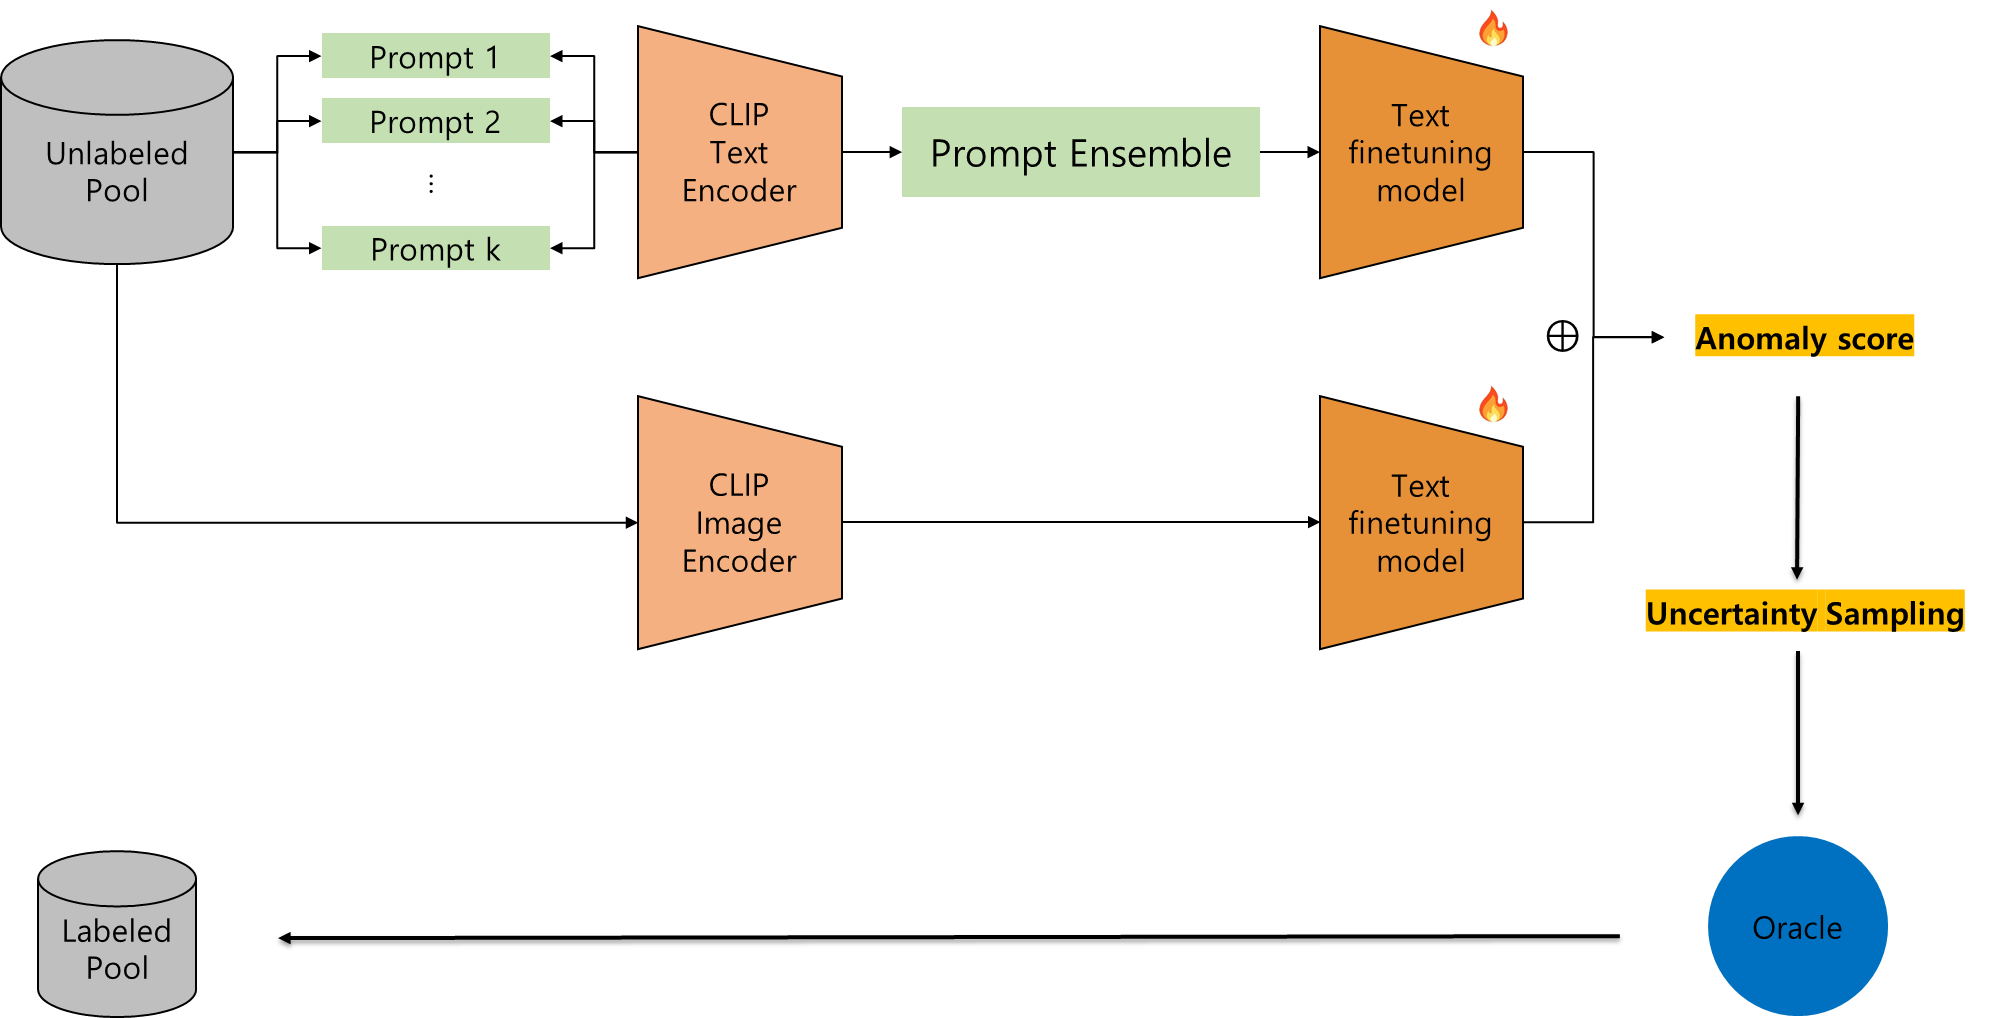 Unlabeled
Pool
Prompt 1
Prompt 2
⋮
Prompt k
CLIP
Text
Encoder
Prompt Ensemble
Text
finetuning
model
Anomaly score
CLIP
Image
Encoder
Text
finetuning
model
Uncertainty Sampling
Labeled
Pool
Oracle